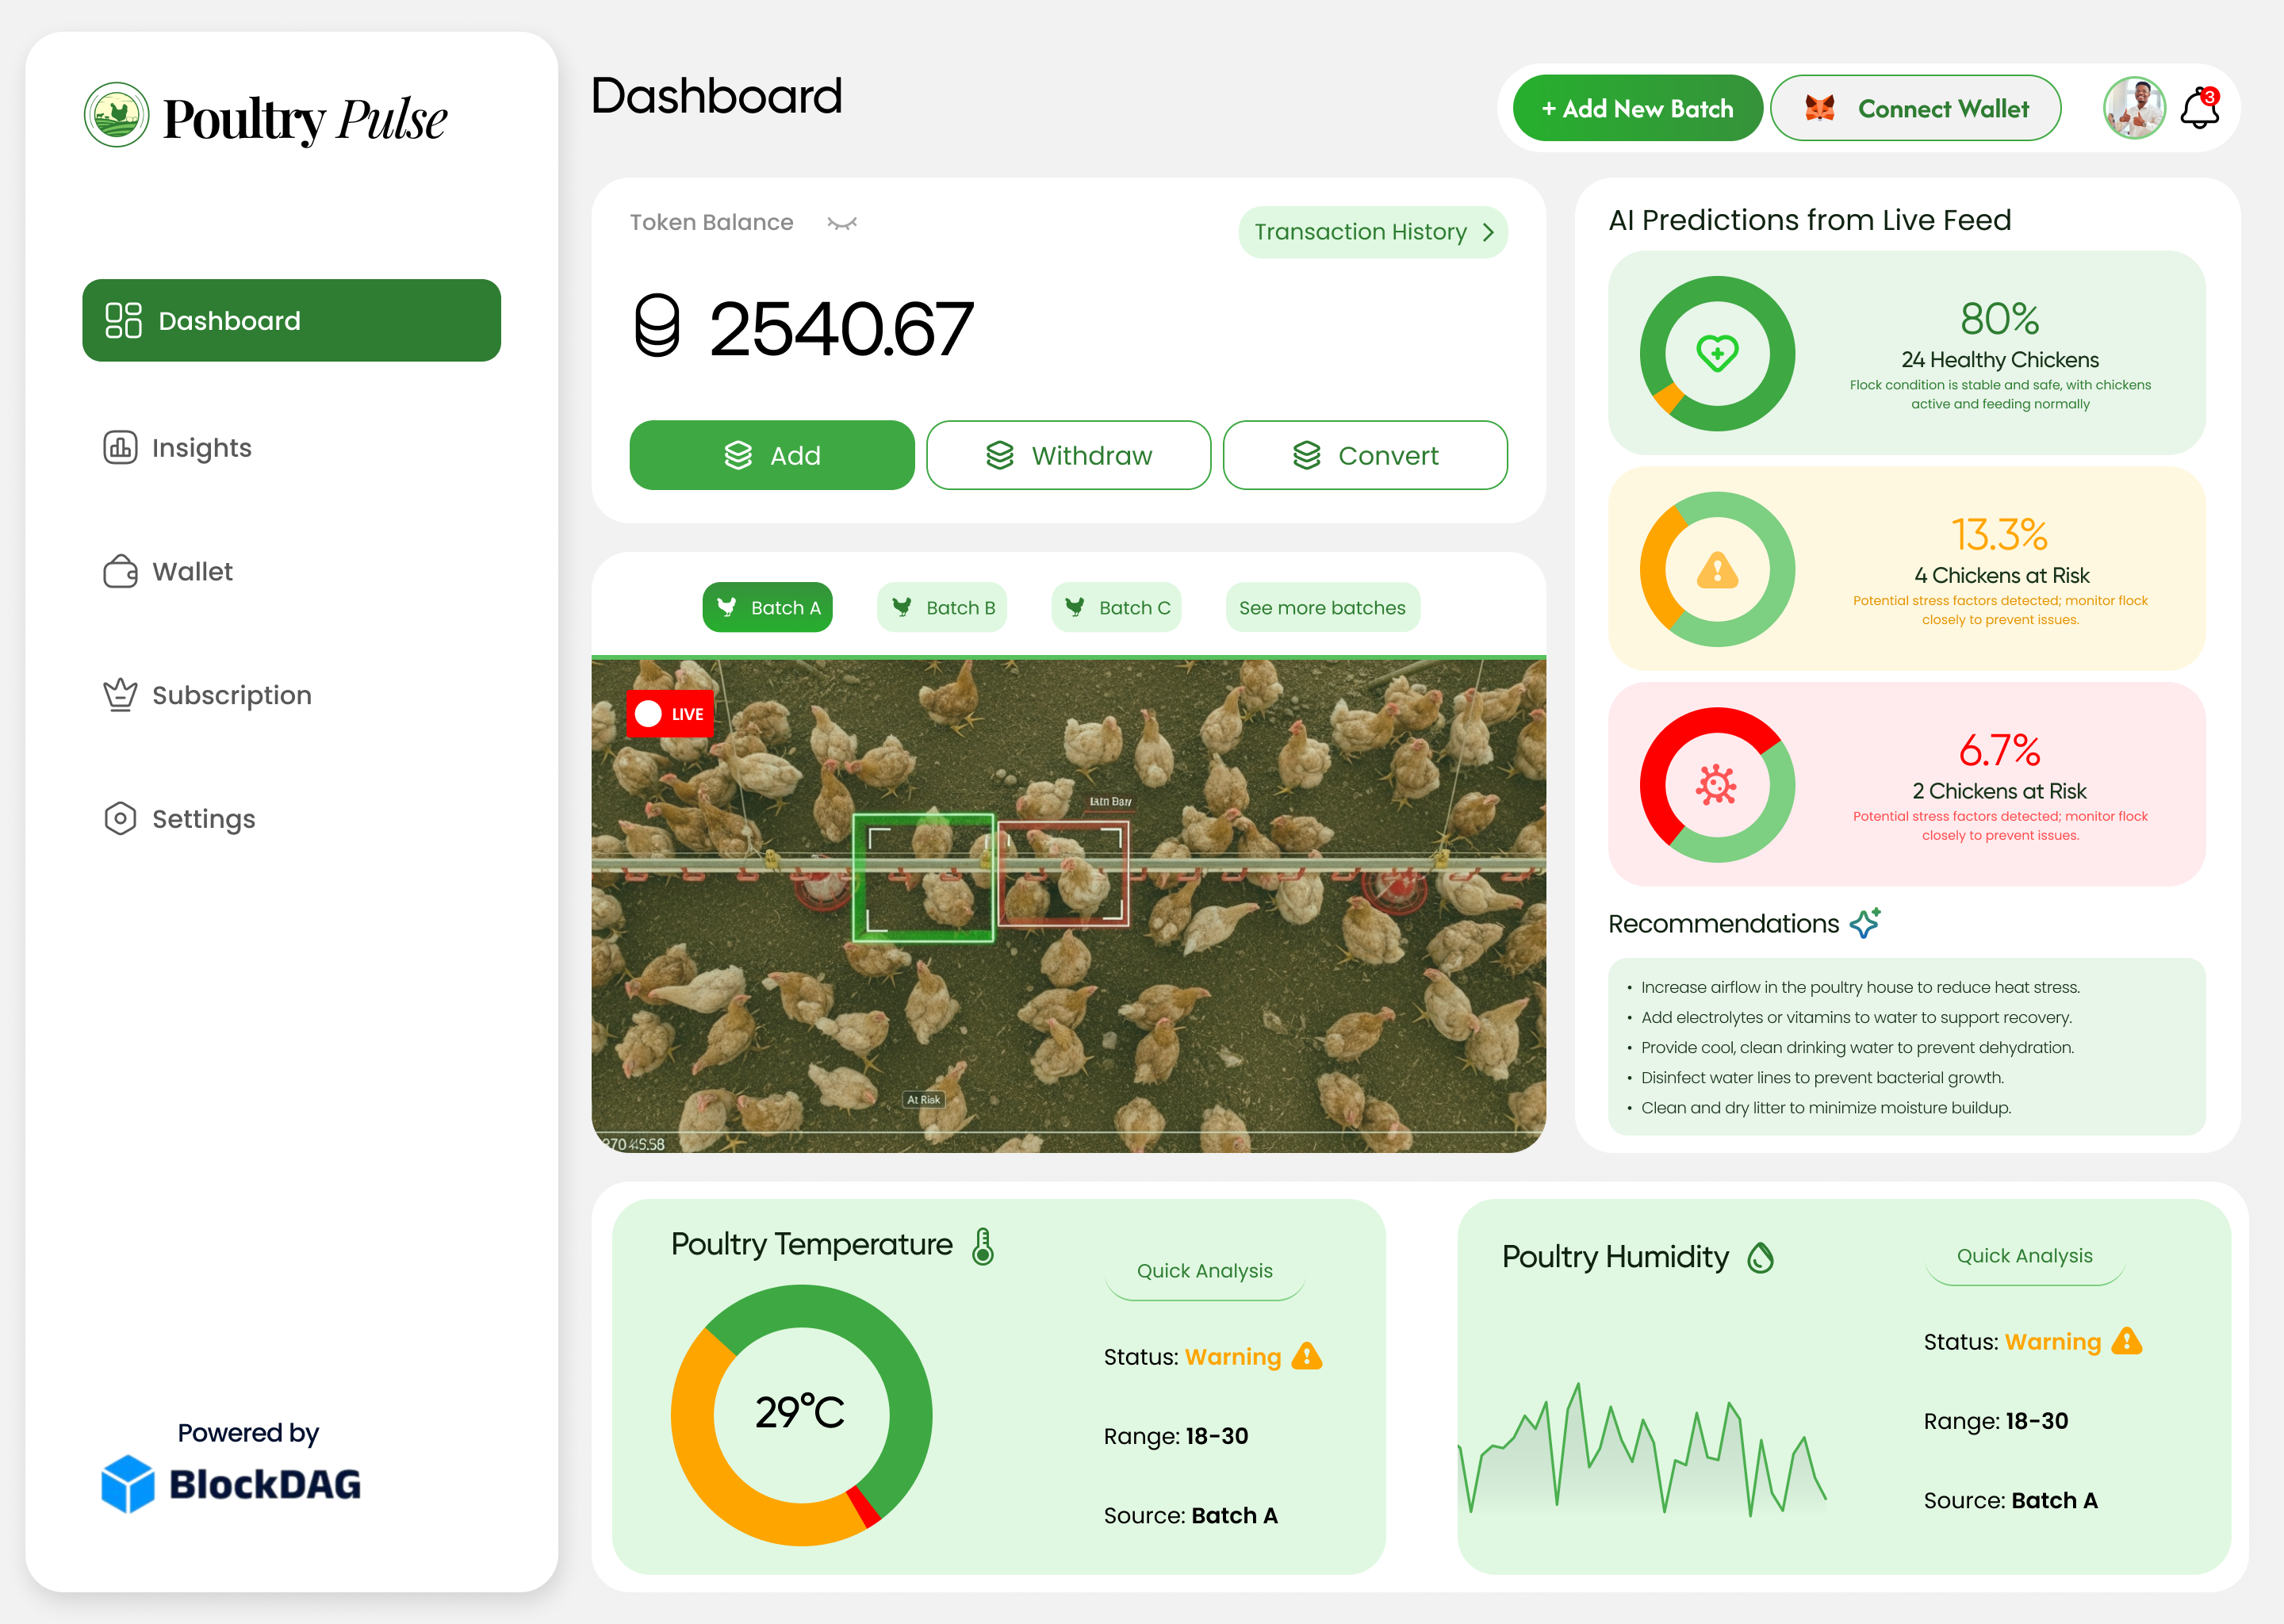 Poultry Pulse
Dashboard
Insights
Wallet
Subscription
Settings
Powered by
BlockDAG
Dashboard
+ Add New Batch
Connect Wallet
3
Token Balance
Transaction History
2540.67
Add
Withdraw
Convert
Batch A
Batch B
Batch C
See more batches
LIVE
At Risk
AI Predictions from Live Feed
80%
24 Healthy Chickens
Flock condition is stable and safe, with chickens
active and feeding normally
13.3%
4 Chickens at Risk
Potential stress factors detected; monitor flock
closely to prevent issues.
6.7%
2 Chickens at Risk
Potential stress factors detected; monitor flock
closely to prevent issues.
Recommendations
• Increase airflow in the poultry house to reduce heat stress.
• Add electrolytes or vitamins to water to support recovery.
• Provide cool, clean drinking water to prevent dehydration.
• Disinfect water lines to prevent bacterial growth.
• Clean and dry litter to minimize moisture buildup.
Poultry Temperature
29°C
Quick Analysis
Status: Warning
Range: 18-30
Source: Batch A
Poultry Humidity
Quick Analysis
Status: Warning
Range: 18-30
Source: Batch A